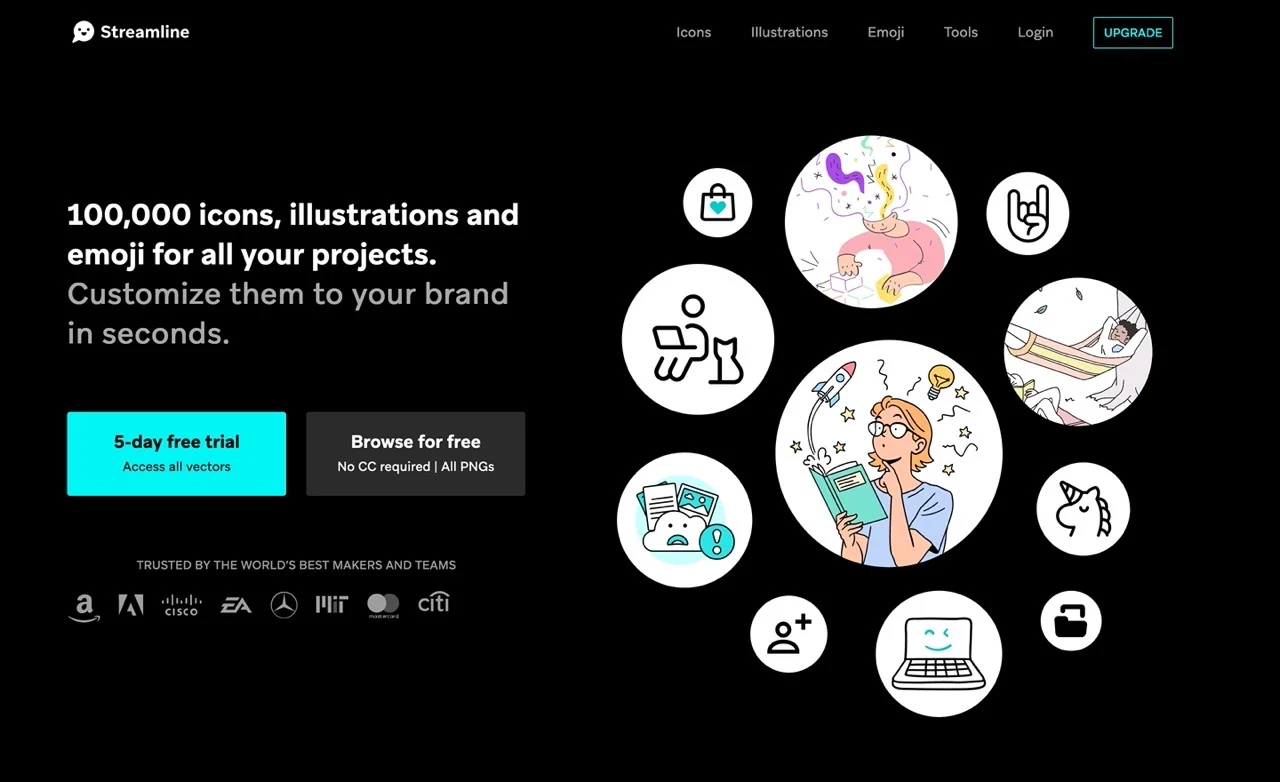 Streamline
Icons
Illustrations
Emoji
Tools
Login
UPGRADE
100,000 icons, illustrations and
emoji for all your projects.
Customize them to your brand
in seconds.
5-day free trial
Access all vectors
Browse for free
No CC required | All PNGs
TRUSTED BY THE WORLD'S BEST MAKERS AND TEAMS
a
CISCO
EA
MIT
mastercard
citi